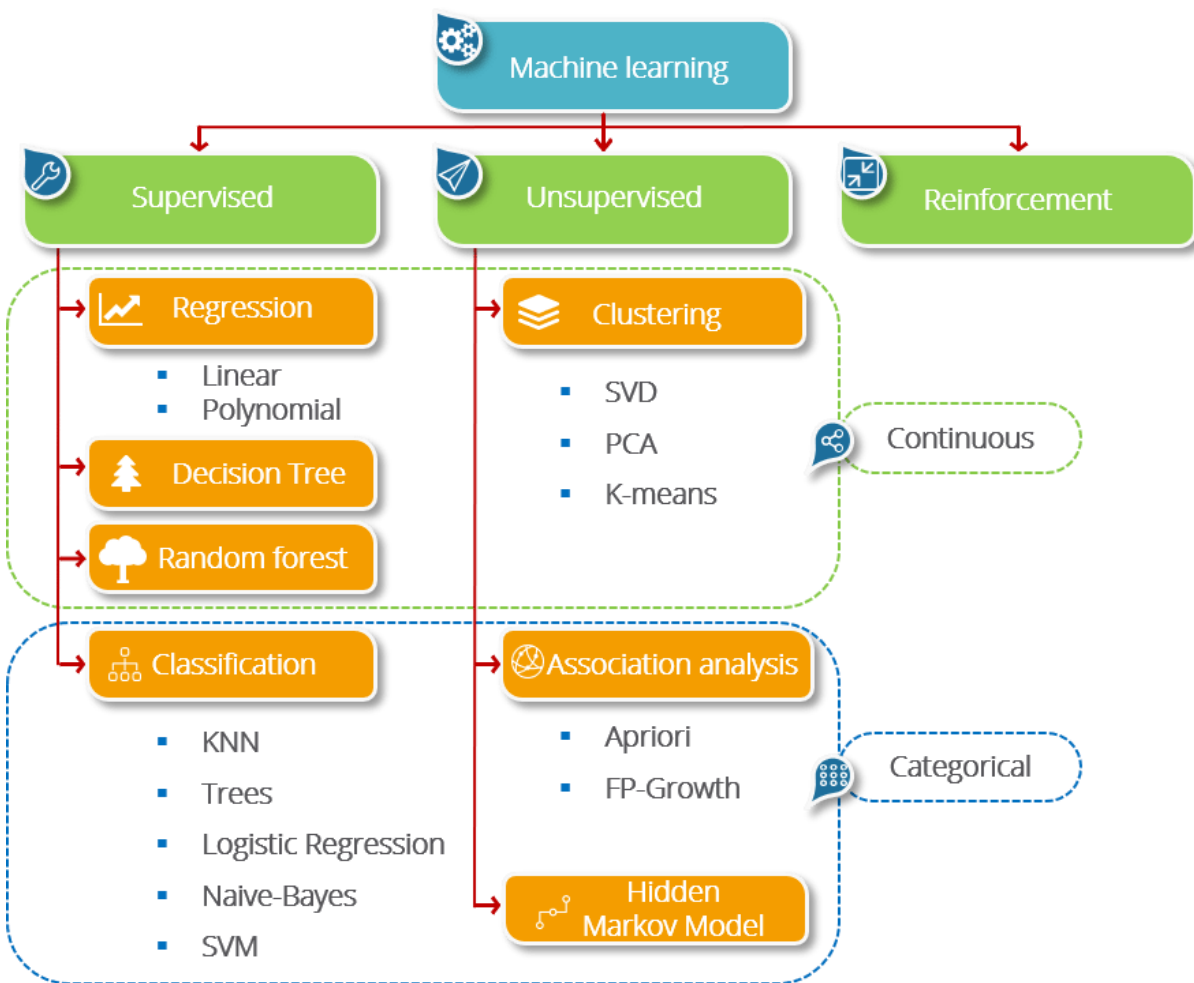 Machine learning
Supervised
Unsupervised
Reinforcement
Regression
Linear
Polynomial
Decision Tree
Random forest
Classification
KNN
Trees
Logistic Regression
Naive-Bayes
SVM
Clustering
SVD
PCA
K-means
Association analysis
Apriori
FP-Growth
Hidden
Markov Model
Continuous
Categorical